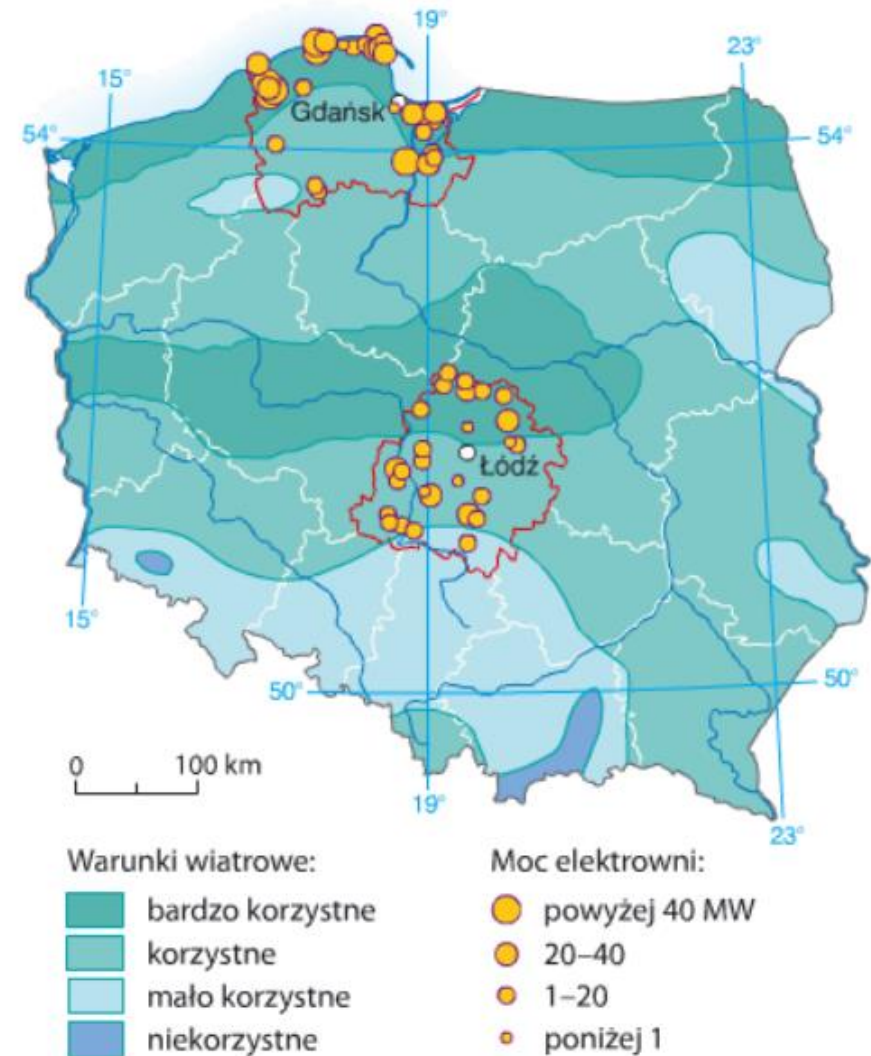 19°
23°
15°
Gdańsk
54°
54°
Łódź
15°
50°
50°
0 100 km
19°
23°
Warunki wiatrowe:
bardzo korzystne
korzystne
mało korzystne
niekorzystne
Moc elektrowni:
powyżej 40 MW
20–40
1–20
poniżej 1